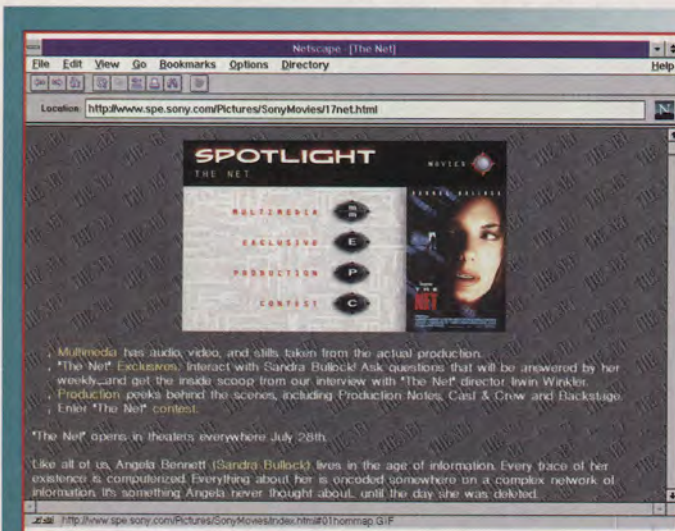 Netscape - [The Net]
File Edit View Go Bookmarks Options Directory Help
Location: http://www.spe.sony.com/Pictures/SonyMovies/17net.html
N
SPOTLIGHT
THE NET
MOVIES
SANDRA BULLOCK
MULTIMEDIA
m m
EXCLUSIVE
E
PRODUCTION
P
CONTEST
C
THE
NET
Multimedia has audio, video, and stills taken from the actual production.
"The Net" Exclusives. Interact with Sandra Bullock! Ask questions that will be answered by her
weekly...and get the inside scoop from our interview with "The Net" director Irwin Winkler.
Production peeks behind the scenes, including Production Notes, Cast & Crew and Backstage.
Enter "The Net" contest.
"The Net" opens in theaters everywhere July 28th.
Like all of us, Angela Bennett (Sandra Bullock) lives in the age of information. Every trace of her
existence is computerized. Everything about her is encoded somewhere on a complex network of
information. It's something Angela never thought about, until the day she was deleted.
http://www.spe.sony.com/Pictures/SonyMovies/index.html#01hommap.GIF